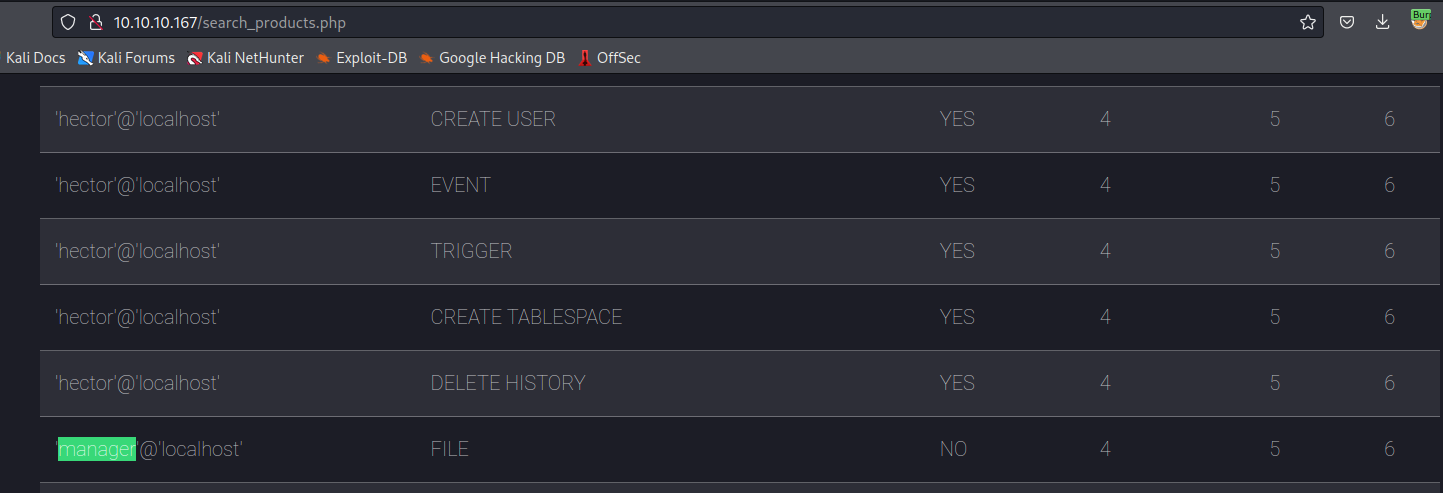 10.10.10.167/search_products.php
Bur
Kali Docs Kali Forums Kali NetHunter Exploit-DB Google Hacking DB OffSec
'hector'@'localhost' CREATE USER YES 4 5 6
'hector'@'localhost' EVENT YES 4 5 6
'hector'@'localhost' TRIGGER YES 4 5 6
'hector'@'localhost' CREATE TABLESPACE YES 4 5 6
'hector'@'localhost' DELETE HISTORY YES 4 5 6
'manager'@'localhost' FILE NO 4 5 6